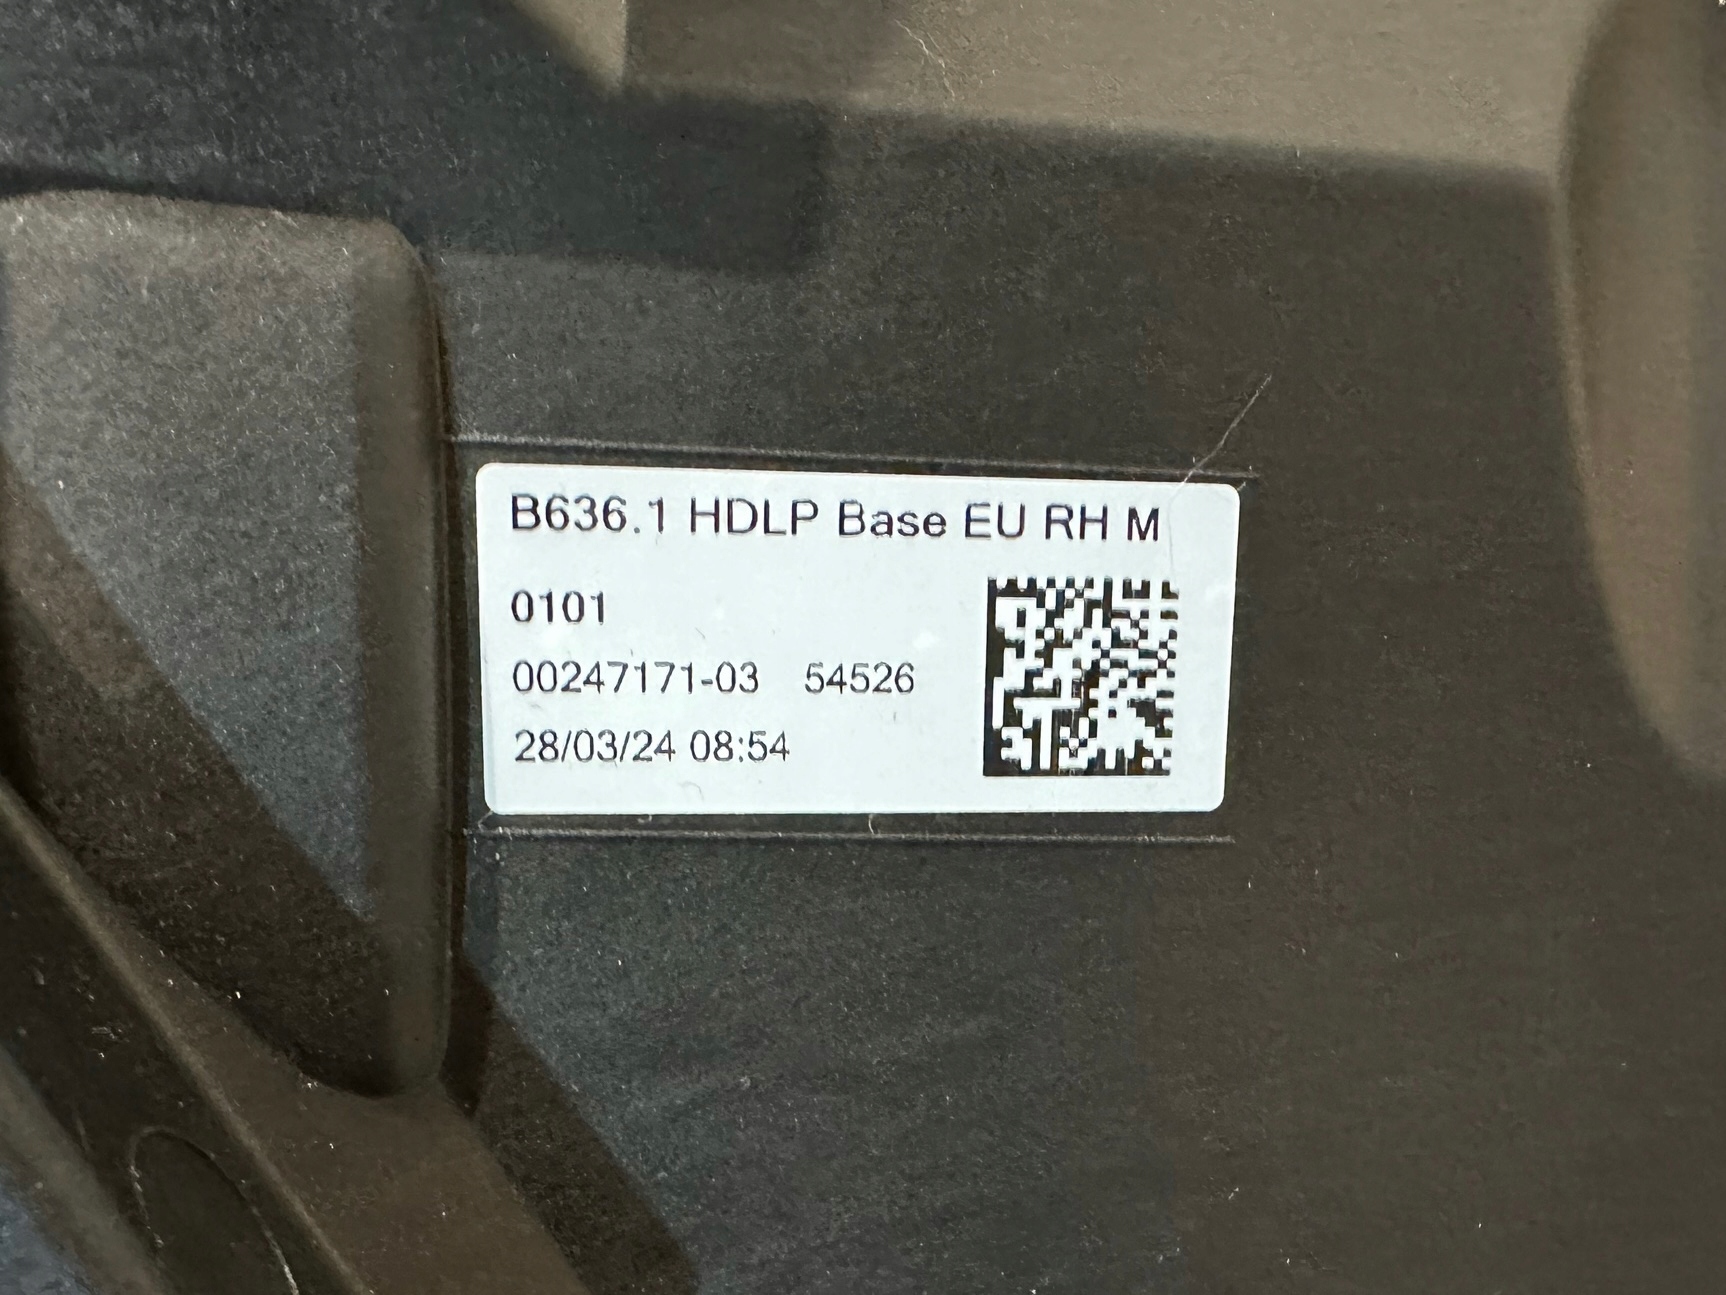 B636.1 HDLP Base EU RH M
0101
00247171-03 54526
28/03/24 08:54